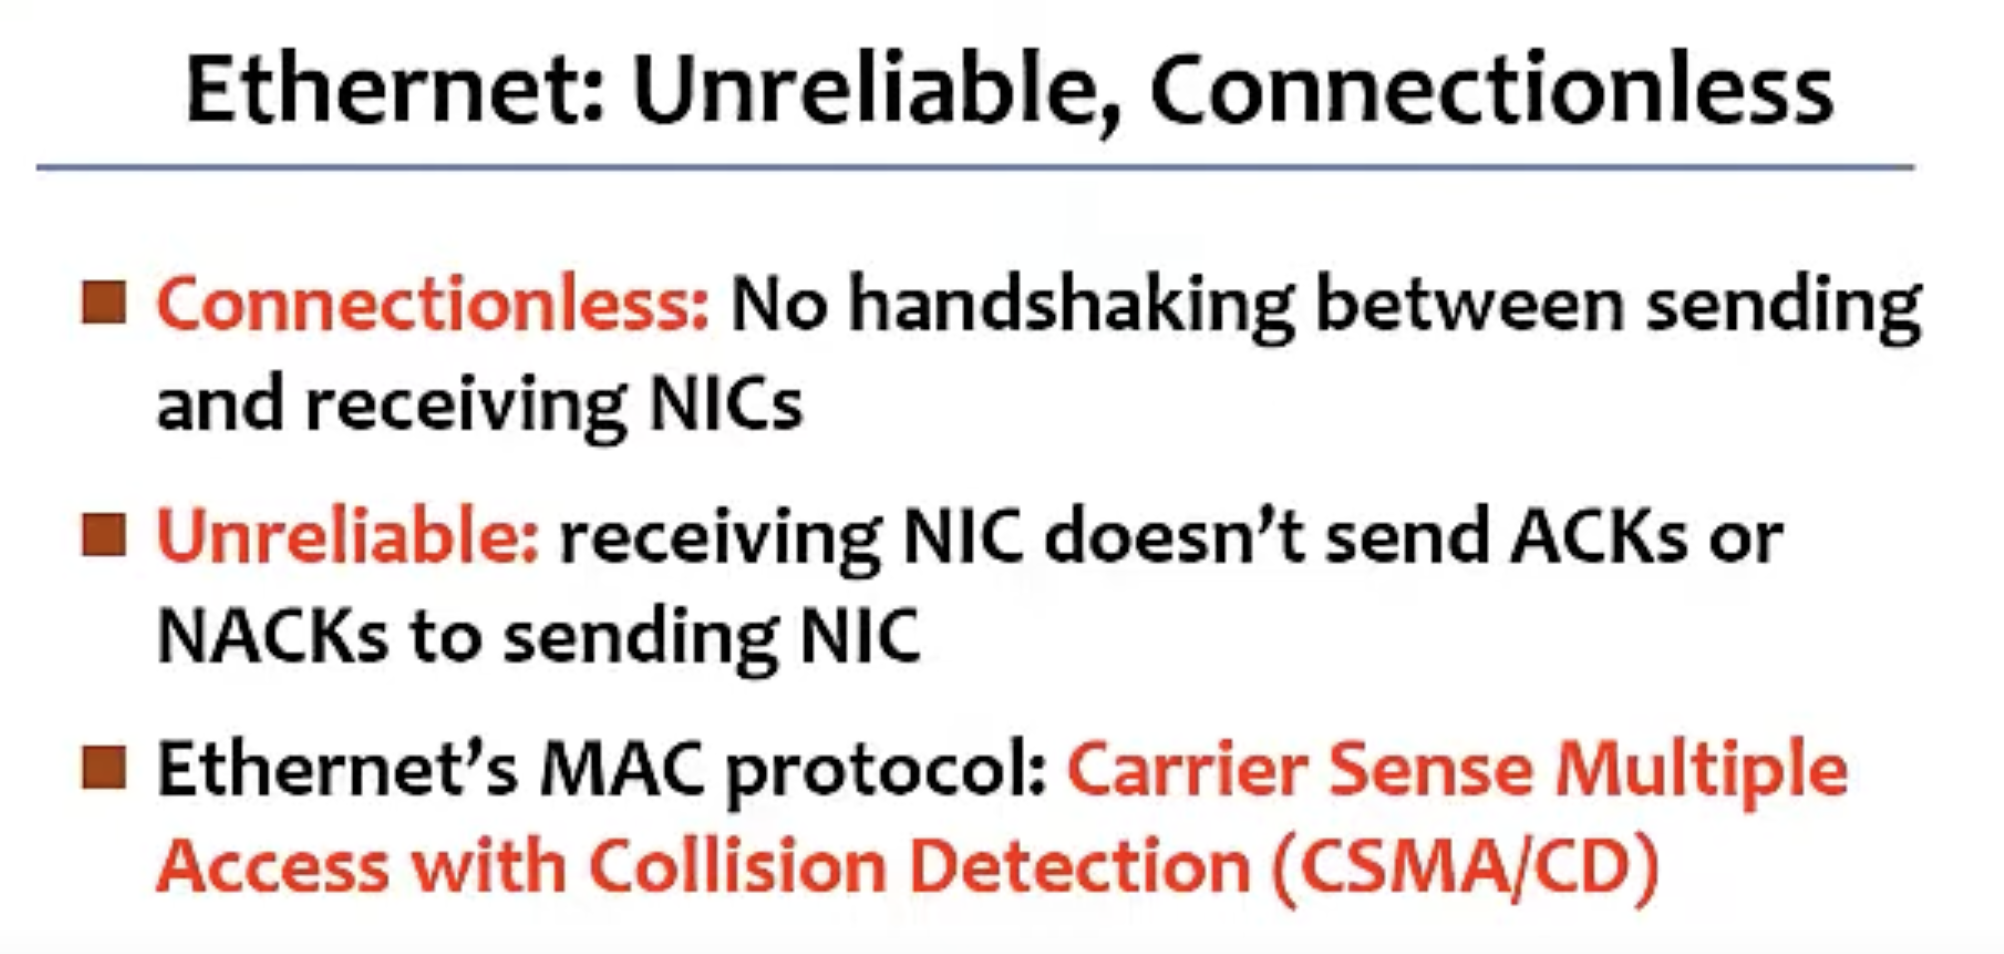 Ethernet: Unreliable, Connectionless
Connectionless: No handshaking between sending
and receiving NICs
Unreliable: receiving NIC doesn’t send ACKs or
NACKs to sending NIC
Ethernet’s MAC protocol: Carrier Sense Multiple
Access with Collision Detection (CSMA/CD)